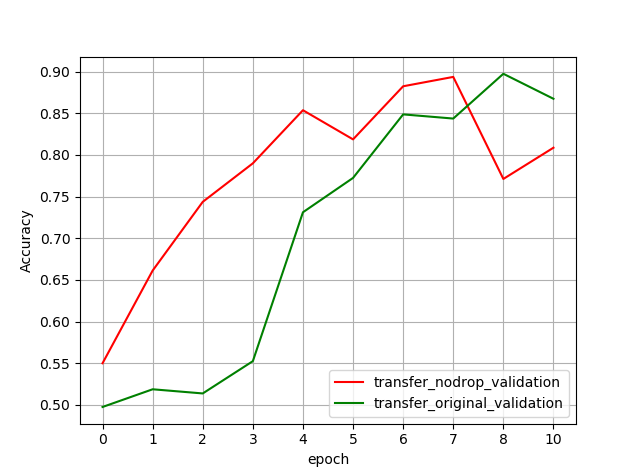 0.90
0.85
0.80
0.75
0.70
0.65
0.60
0.55
0.50
Accuracy
transfer_nodrop_validation
transfer_original_validation
0 1 2 3 4 5 6 7 8 10
epoch